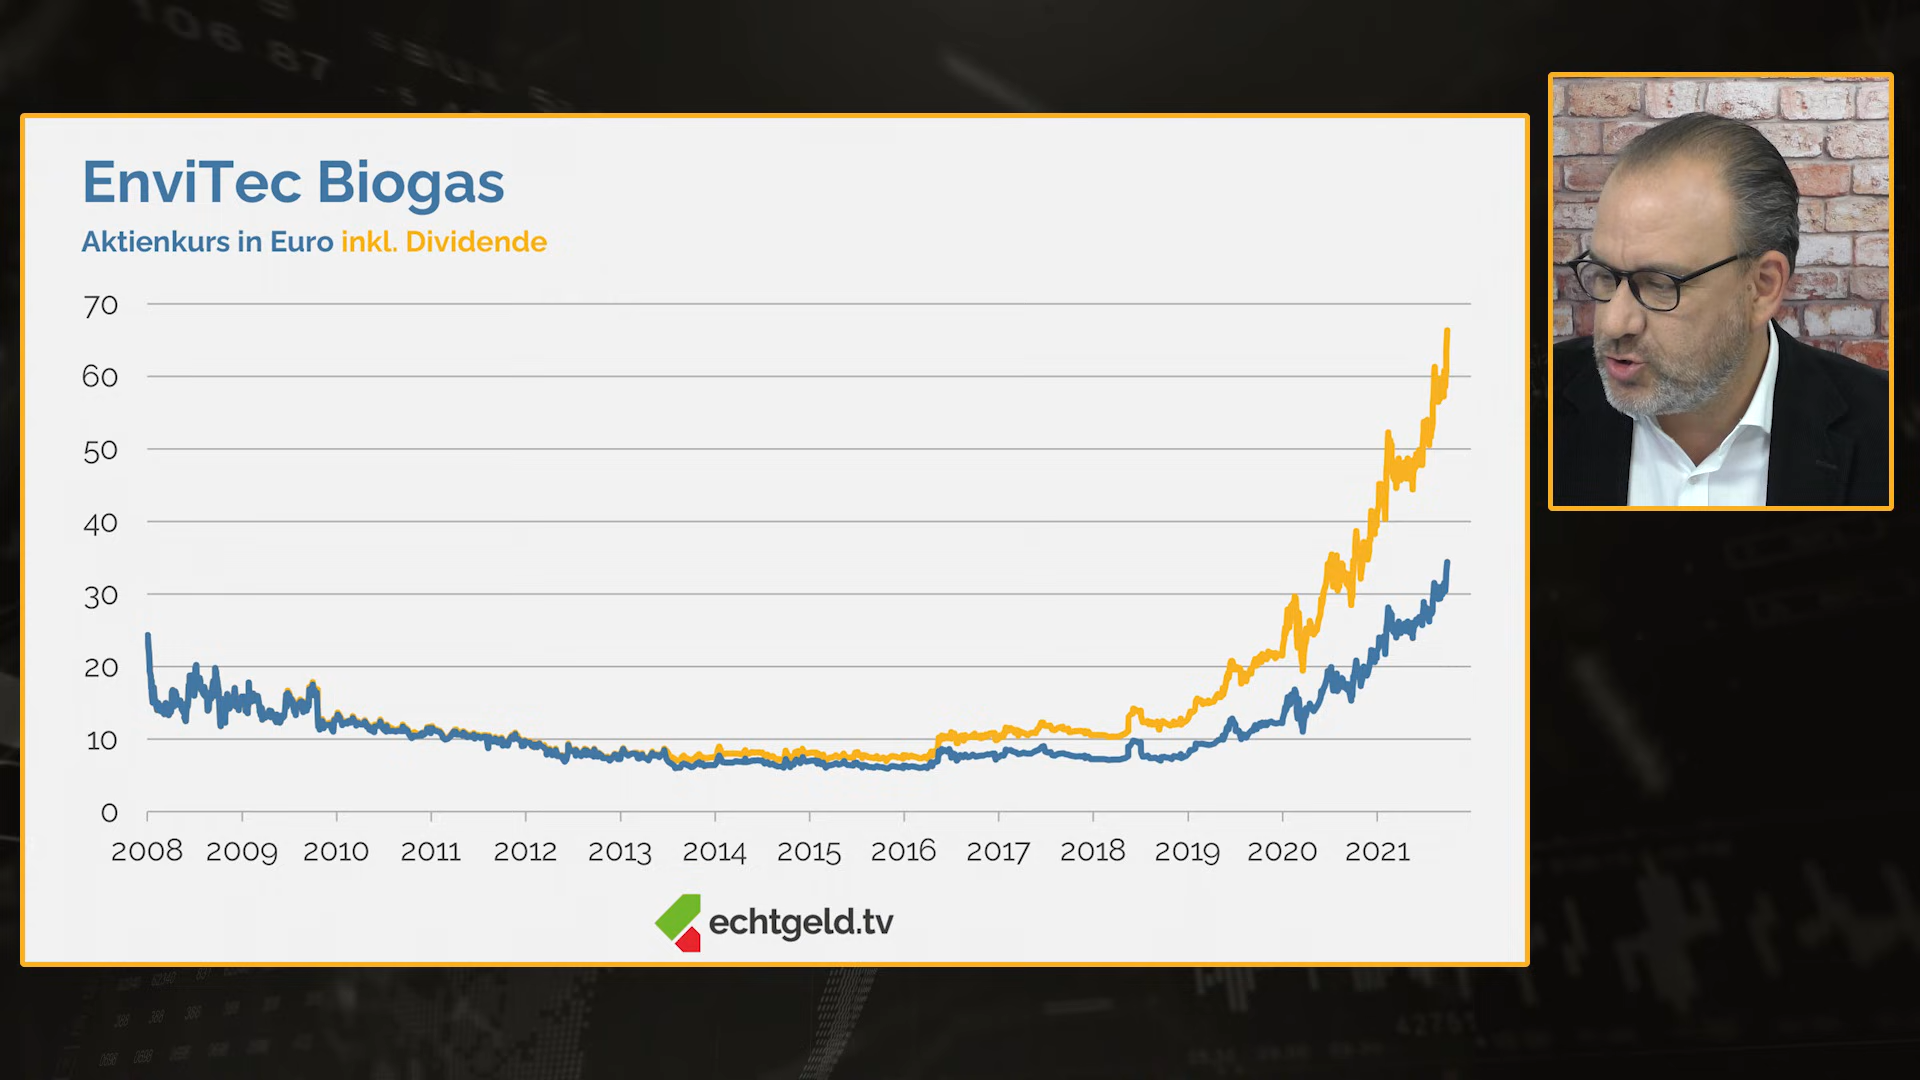 EnviTec Biogas
Aktienkurs in Euro inkl. Dividende
70
60
50
40
30
20
10
0
2008 2009 2010 2011 2012 2013 2014 2015 2016 2017 2018 2019 2020 2021
echtgeld.tv